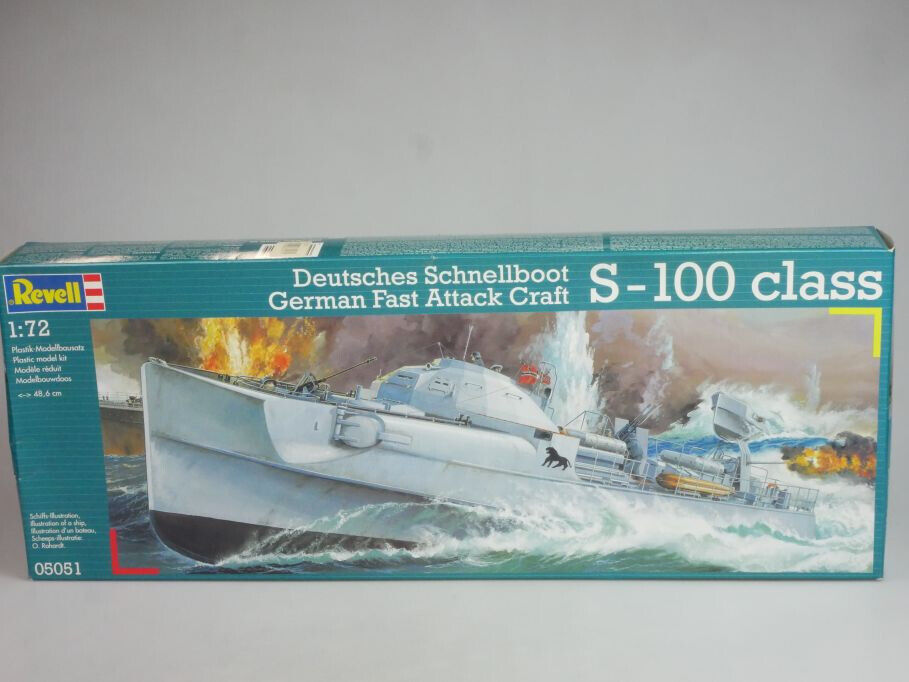 Revell
Deutsches Schnellboot
German Fast Attack Craft
S-100 class
1:72
Plastik-Modellbausatz
Plastic model kit
Modèle réduit
Modelbouwdoos
<-> 48,6 cm
Schiffs-Illustration,
Illustration of a ship,
Illustration d'un bateau,
Scheeps-illustratie:
O. Rahardt.
05051